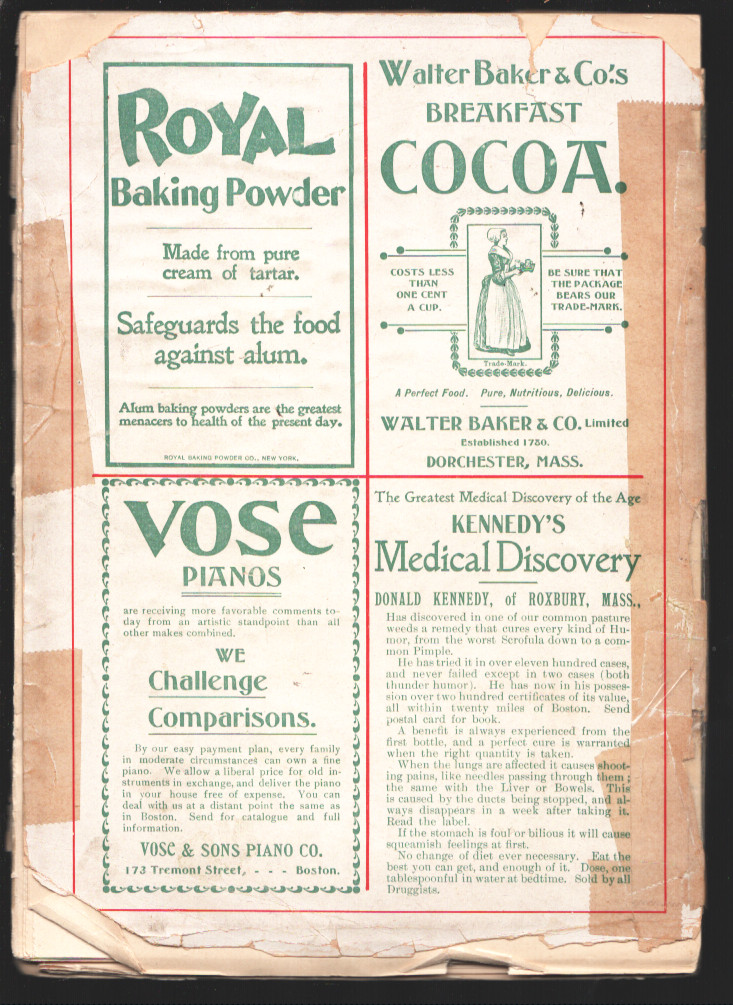 ROYAL
Baking Powder
Made from pure
cream of tartar.
Safeguards the food
against alum.
Alum baking powders are the greatest
menacers to health of the present day.
ROYAL BAKING POWDER CO., NEW YORK.
Walter Baker & Co.'s
BREAKFAST
COCOA.
COSTS LESS
THAN
ONE CENT
A CUP.
BE SURE THAT
THE PACKAGE
BEARS OUR
TRADE-MARK.
Trade-Mark.
A Perfect Food. Pure, Nutritious, Delicious.
WALTER BAKER & CO. Limited
Established 1780.
DORCHESTER, MASS.
VOSE
PIANOS
are receiving more favorable comments to-
day from an artistic standpoint than all
other makes combined.
WE
Challenge
Comparisons.
By our easy payment plan, every family
in moderate circumstances can own a fine
piano. We allow a liberal price for old in-
struments in exchange, and deliver the piano
in your house free of expense. You can
deal with us at a distant point the same as
in Boston. Send for catalogue and full
information.
VOSE & SONS PIANO CO.
173 Tremont Street, - - - Boston.
The Greatest Medical Discovery of the Age
KENNEDY'S
Medical Discovery
DONALD KENNEDY, of ROXBURY, MASS.,
Has discovered in one of our common pasture
weeds a remedy that cures every kind of Hu-
mor, from the worst Scrofula down to a com-
mon Pimple.
He has tried it in over eleven hundred cases,
and never failed except in two cases (both
thunder humor). He has now in his posses-
sion over two hundred certificates of its value,
all within twenty miles of Boston. Send
postal card for book.
A benefit is always experienced from the
first bottle, and a perfect cure is warranted
when the right quantity is taken.
When the lungs are affected it causes shoot-
ing pains, like needles passing through them;
the same with the Liver or Bowels. This
is caused by the ducts being stopped, and al-
ways disappears in a week after taking it.
Read the label.
If the stomach is foul or bilious it will cause
squeamish feelings at first.
No change of diet ever necessary. Eat the
best you can get, and enough of it. Dose, one
tablespoonful in water at bedtime. Sold by all
Druggists.